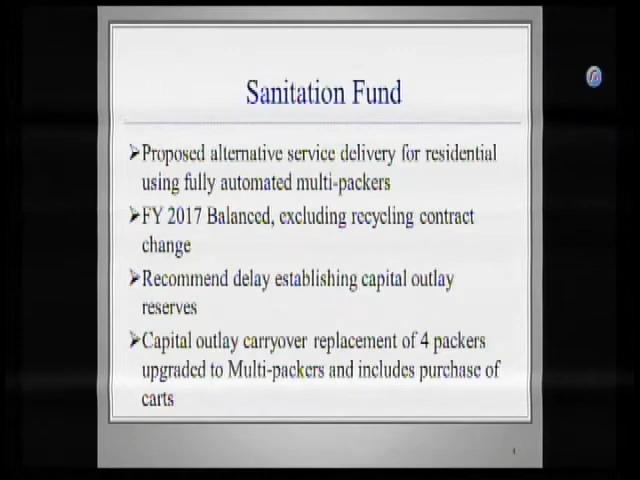 Sanitation Fund
➢Proposed alternative service delivery for residential
using fully automated multi-packers
➢FY 2017 Balanced, excluding recycling contract
change
➢Recommend delay establishing capital outlay
reserves
➢Capital outlay carryover replacement of 4 packers
upgraded to Multi-packers and includes purchase of
carts